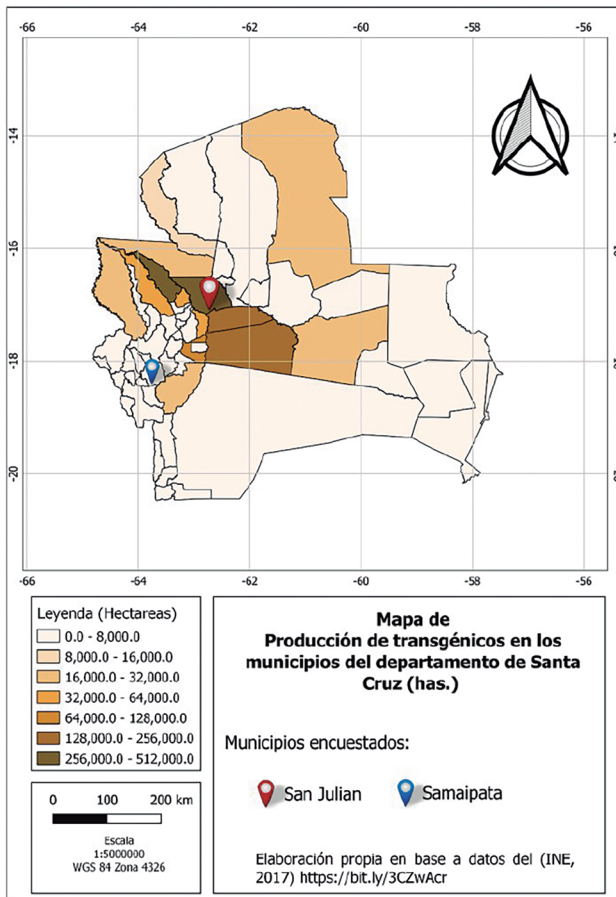 -66 -64 -62 -60 -58 -56
-14
-16
-18
-20
-66 -64 -62 -60 -58 -56
Leyenda (Hectareas)
0.0 - 8,000.0
8,000.0 - 16,000.0
16,000.0 - 32,000.0
32,000.0 - 64,000.0
64,000.0 - 128,000.0
128,000.0 - 256,000.0
256,000.0 - 512,000.0
0 100 200 km
Escala
1:5000000
WGS 84 Zona 4326
Mapa de
Producción de transgénicos en los
municipios del departamento de Santa
Cruz (has.)
Municipios encuestados:
San Julian Samaipata
Elaboración propia en base a datos del (INE,
2017) https://bit.ly/3CZwAcr